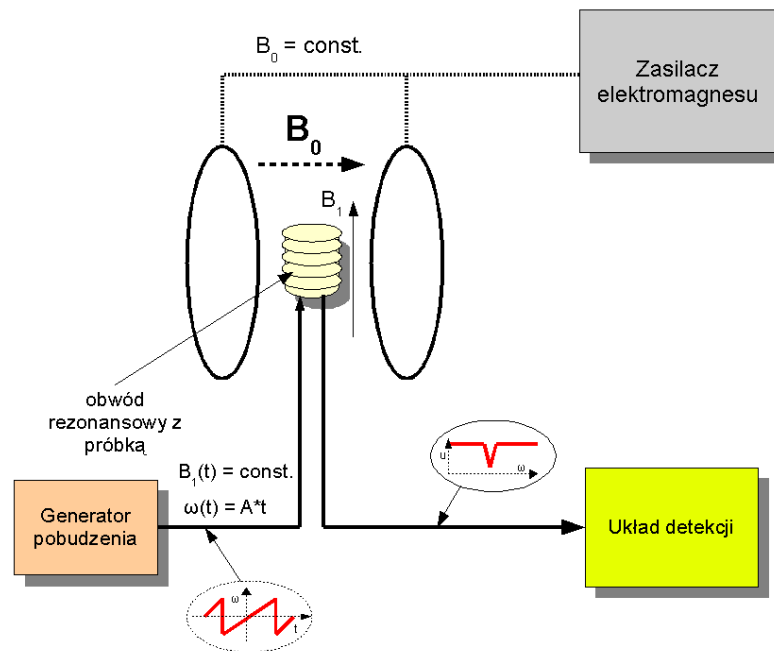 B₀ = const.
Zasilacz
elektromagnesu
B₀
B₁
obwód
rezonansowy z
próbką
B₁(t) = const.
ω(t) = A*t
Generator
pobudzenia
u
ω
Układ detekcji
ω
t